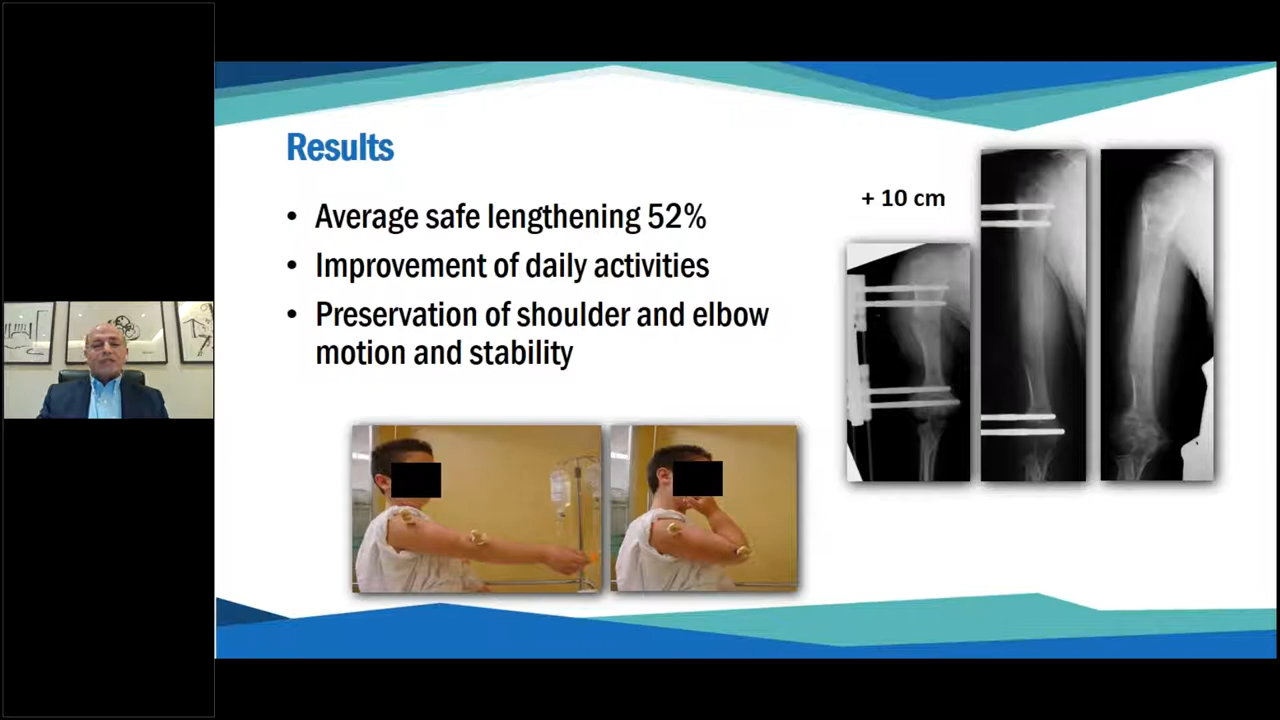 Results
• Average safe lengthening 52%
• Improvement of daily activities
• Preservation of shoulder and elbow
motion and stability
+ 10 cm